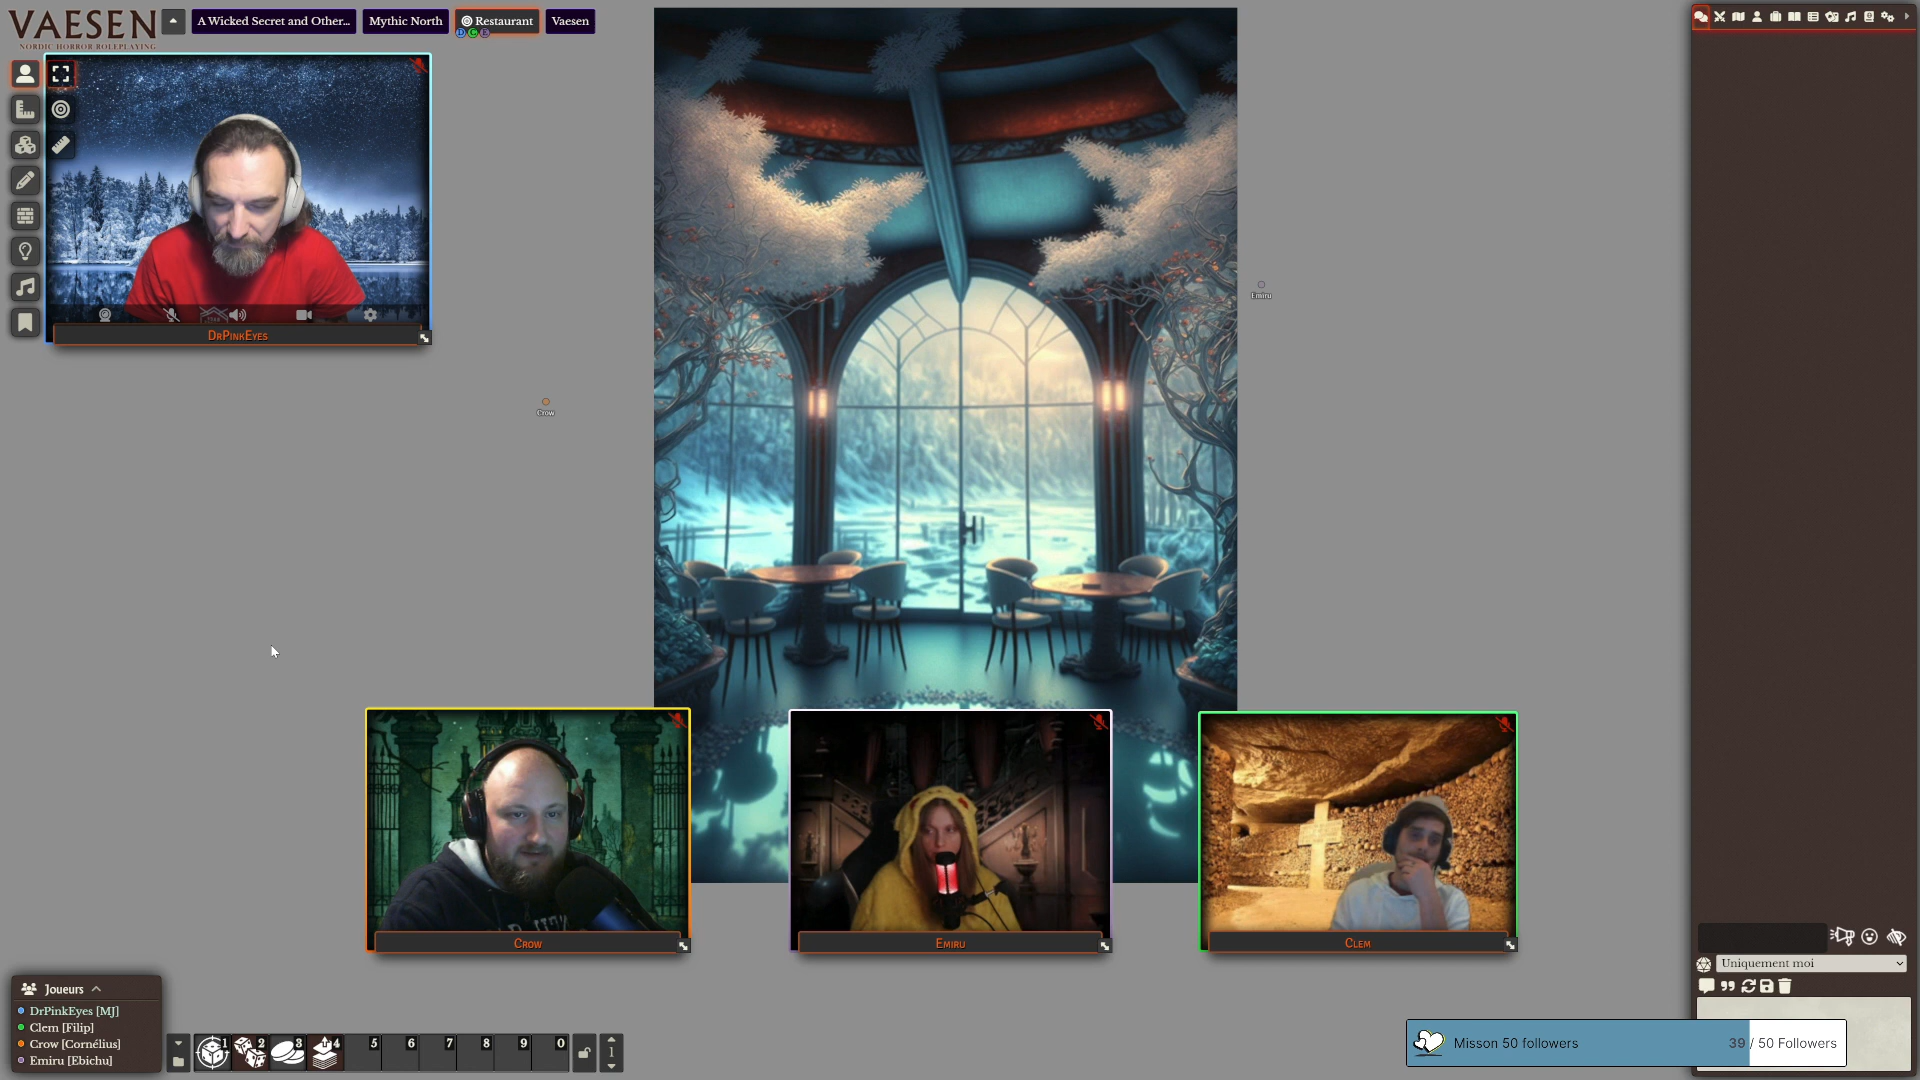 VAESEN
NORDIC HORROR ROLEPLAYING
A Wicked Secret and Other...
Mythic North
Restaurant
Vaesen
D C E
DrPinkEyes
Crow
Emiru
Crow
Emiru
Clem
Joueurs
DrPinkEyes [MJ]
Clem [Filip]
Crow [Cornélius]
Emiru [Ebichu]
1 2 3 4 5 6 7 8 9 0
1
Uniquement moi
Misson 50 followers
39 / 50 Followers